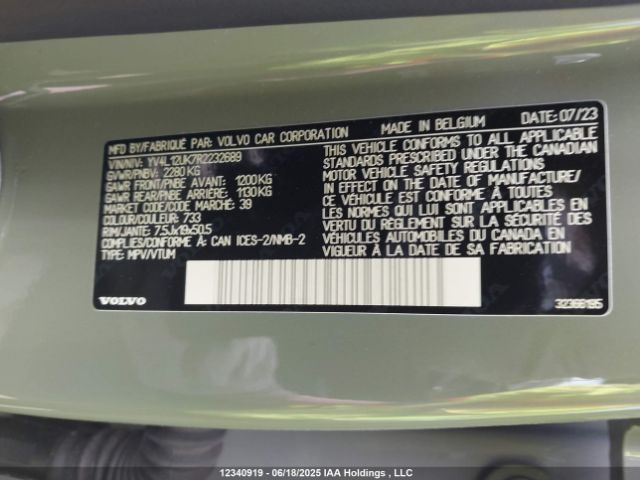 MFD BY/FABRIQUÉ PAR: VOLVO CAR CORPORATION
VIN/NIV: YV4L12UK7R2232689
GVWR/PNBV: 2280 KG
GAWR FRONT/PNBE AVANT: 1200 KG
GAWR REAR/PNBE ARRIÈRE: 1130 KG
MARKET CODE/CODE MARCHÉ: 39
COLOUR/COULEUR: 733
RIM/JANTE: 7.5Jx19x50.5
COMPLIES/CONFORME À: CAN ICES-2/NMB-2
TYPE: MPV/VTUM
MADE IN BELGIUM
DATE: 07/23
THIS VEHICLE CONFORMS TO ALL APPLICABLE
STANDARDS PRESCRIBED UNDER THE CANADIAN
MOTOR VEHICLE SAFETY REGULATIONS
IN EFFECT ON THE DATE OF MANUFACTURE/
CE VÉHICULE EST CONFORME À TOUTES
LES NORMES QUI LUI SONT APPLICABLES EN
VERTU DU RÈGLEMENT SUR LA SÉCURITÉ DES
VÉHICULES AUTOMOBILES DU CANADA EN
VIGUEUR À LA DATE DE SA FABRICATION
VOLVO
32366195
12340919 - 06/18/2025 IAA Holdings , LLC